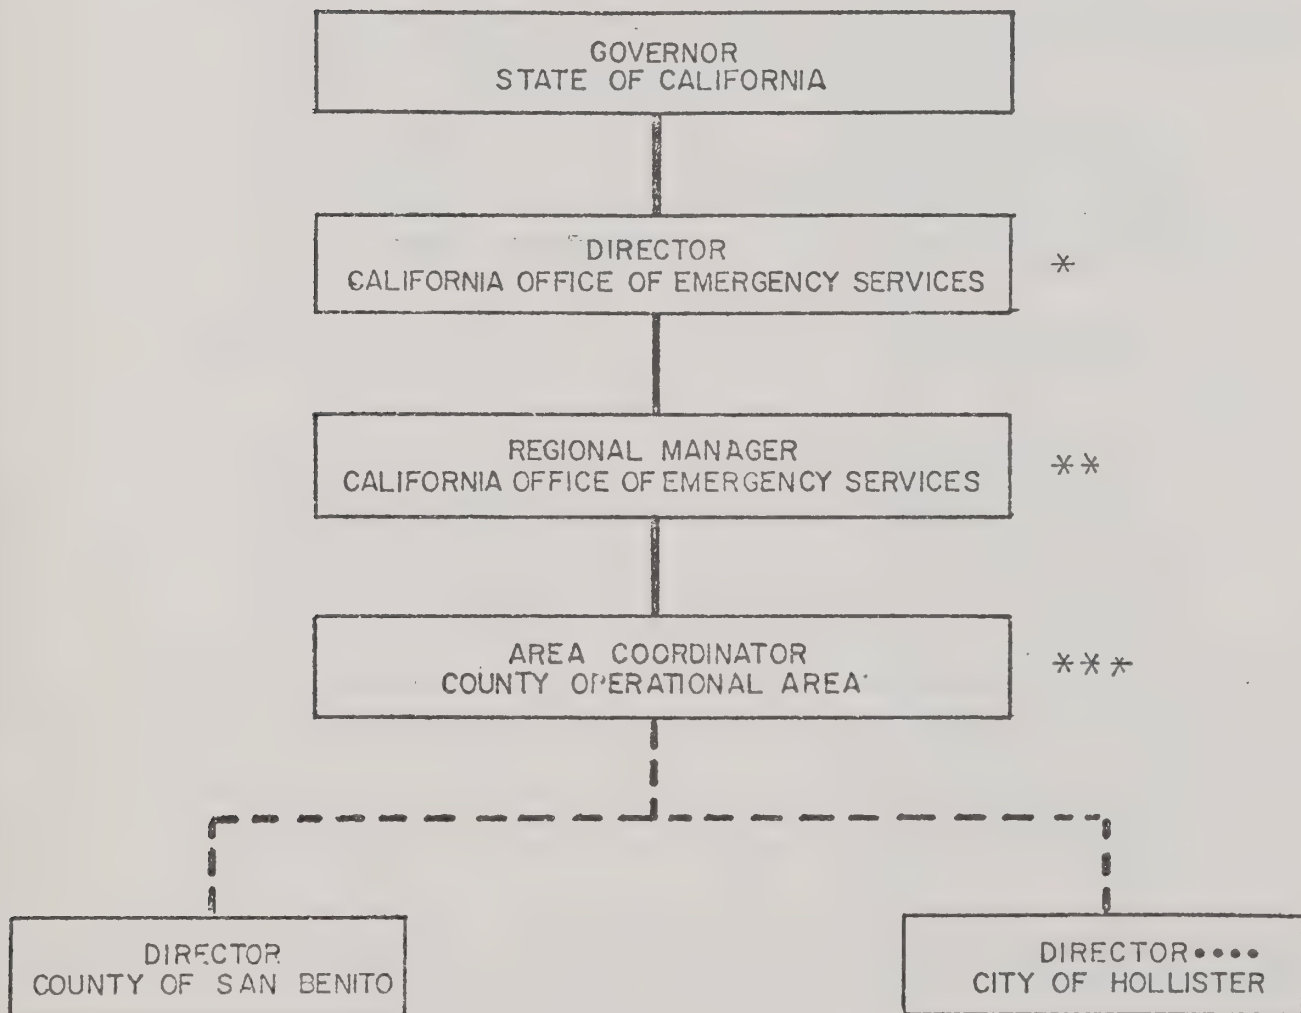 GOVERNOR
STATE OF CALIFORNIA
DIRECTOR
CALIFORNIA OFFICE OF EMERGENCY SERVICES
*
REGIONAL MANAGER
CALIFORNIA OFFICE OF EMERGENCY SERVICES
**
AREA COORDINATOR
COUNTY OPERATIONAL AREA
***
DIRECTOR
COUNTY OF SAN BENITO
DIRECTOR••••
CITY OF HOLLISTER